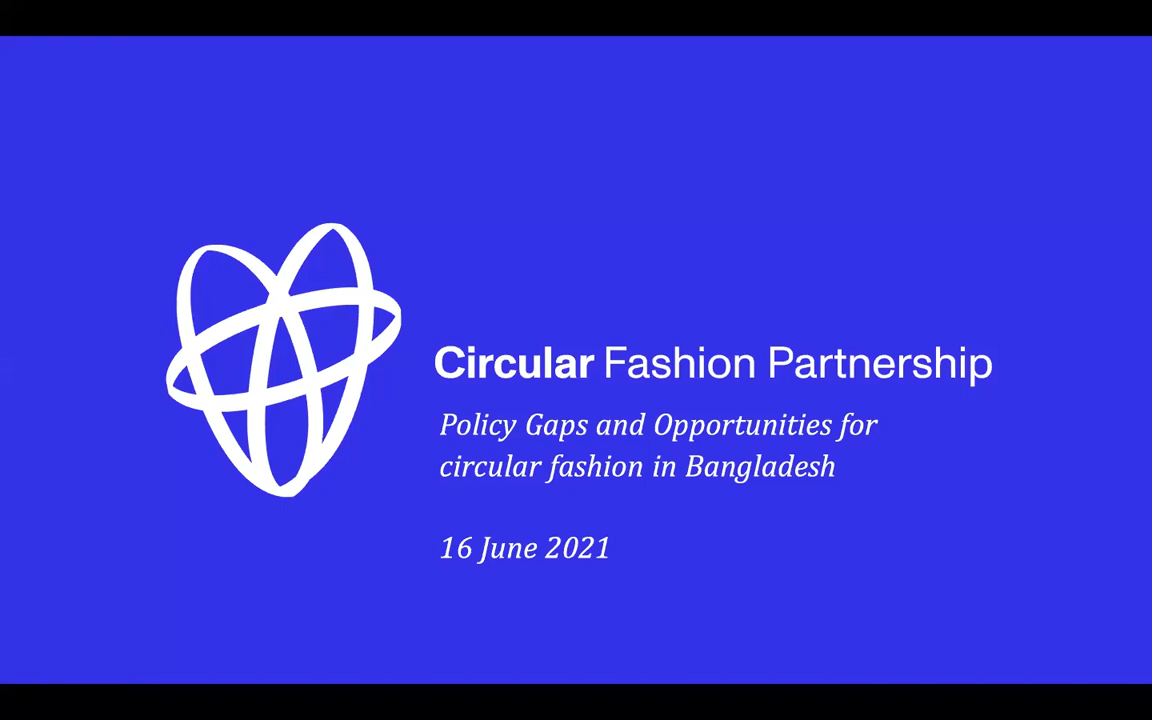 Circular Fashion Partnership
Policy Gaps and Opportunities for
circular fashion in Bangladesh
16 June 2021